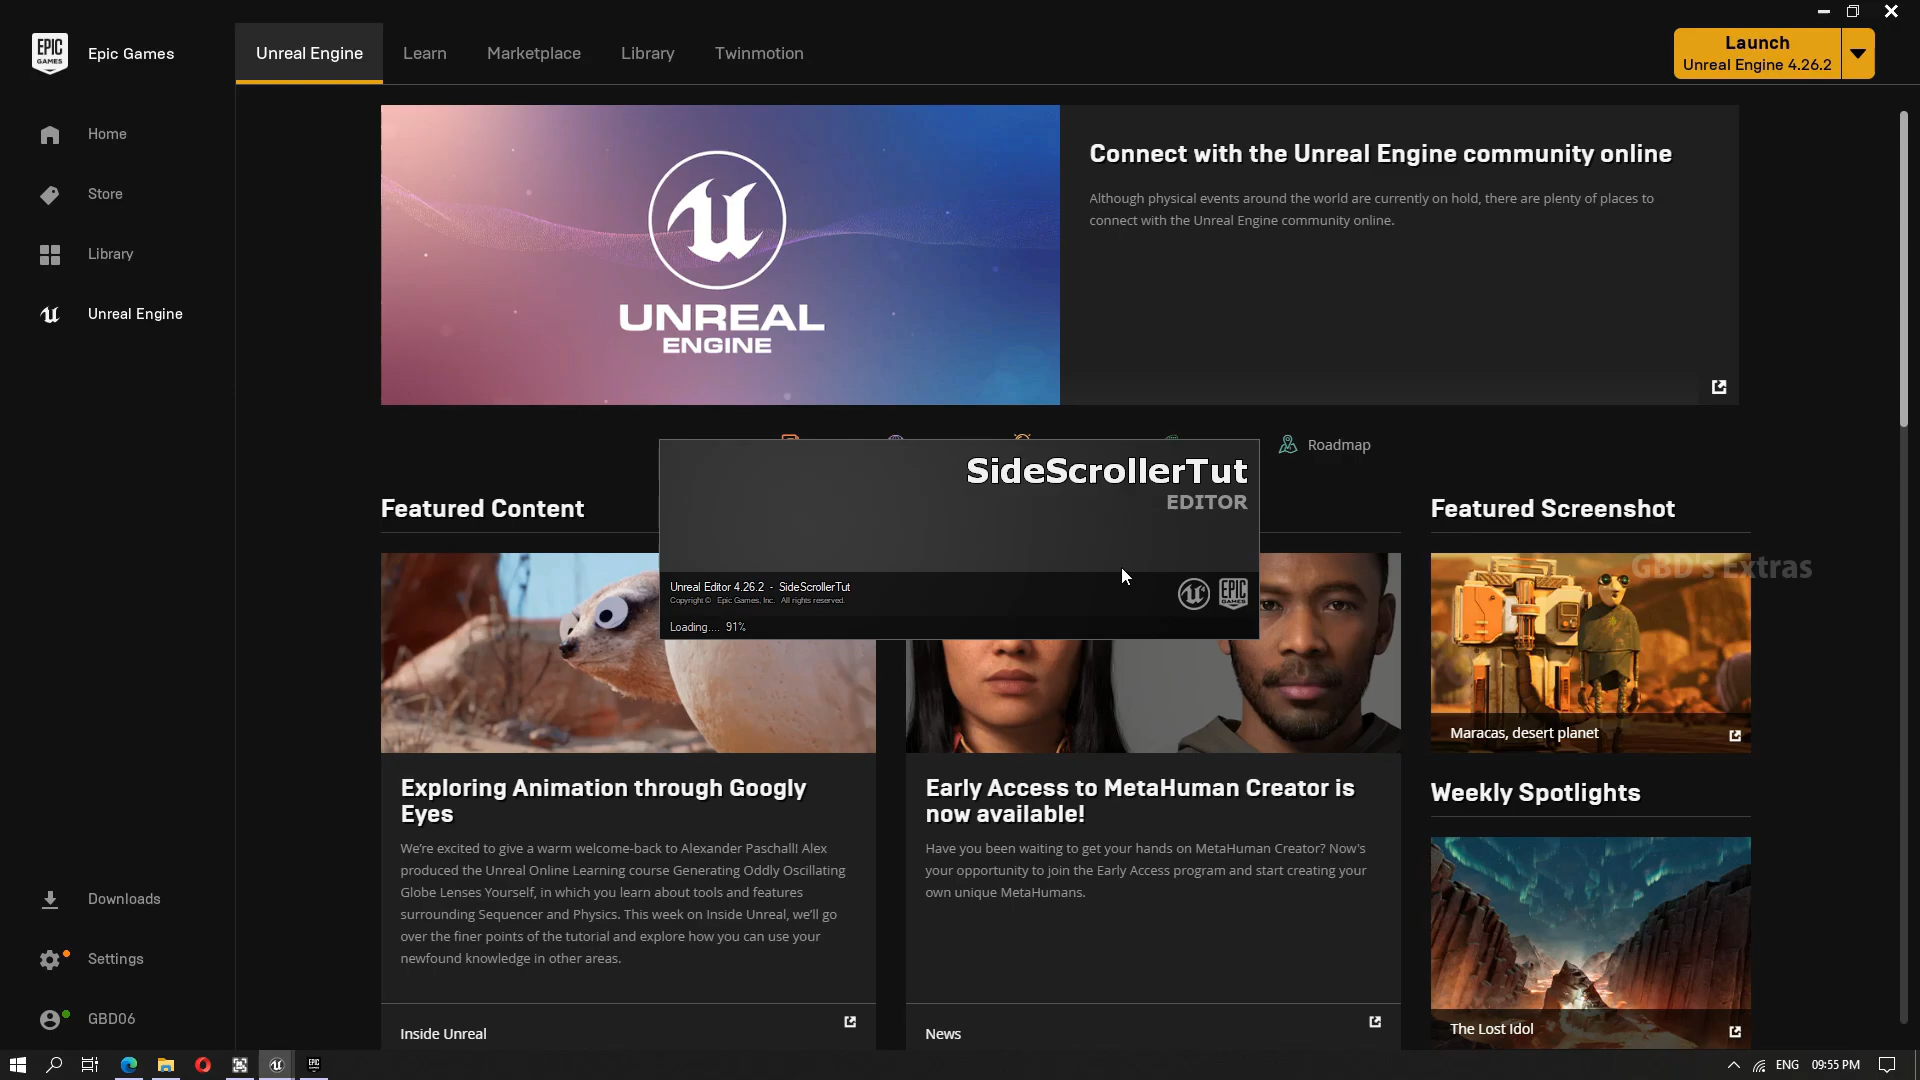 EPIC
GAMES
Epic Games
Unreal Engine
Learn
Marketplace
Library
Twinmotion
Launch
Unreal Engine 4.26.2
Home
Store
Library
Unreal Engine
UNREAL
ENGINE
Connect with the Unreal Engine community online
Although physical events around the world are currently on hold, there are plenty of places to
connect with the Unreal Engine community online.
Roadmap
SideScrollerTut
EDITOR
Unreal Editor 4.26.2 - SideScrollerTut
Copyright © Epic Games, Inc. All rights reserved.
Loading.... 91%
EPIC
GAMES
Featured Content
Exploring Animation through Googly
Eyes
We're excited to give a warm welcome-back to Alexander Paschall! Alex
produced the Unreal Online Learning course Generating Oddly Oscillating
Globe Lenses Yourself, in which you learn about tools and features
surrounding Sequencer and Physics. This week on Inside Unreal, we'll go
over the finer points of the tutorial and explore how you can use your
newfound knowledge in other areas.
Inside Unreal
Early Access to MetaHuman Creator is
now available!
Have you been waiting to get your hands on MetaHuman Creator? Now's
your opportunity to join the Early Access program and start creating your
own unique MetaHumans.
News
Featured Screenshot
GBD's Extras
Maracas, desert planet
Weekly Spotlights
The Lost Idol
Downloads
Settings
GBD06
ENG
09:55 PM